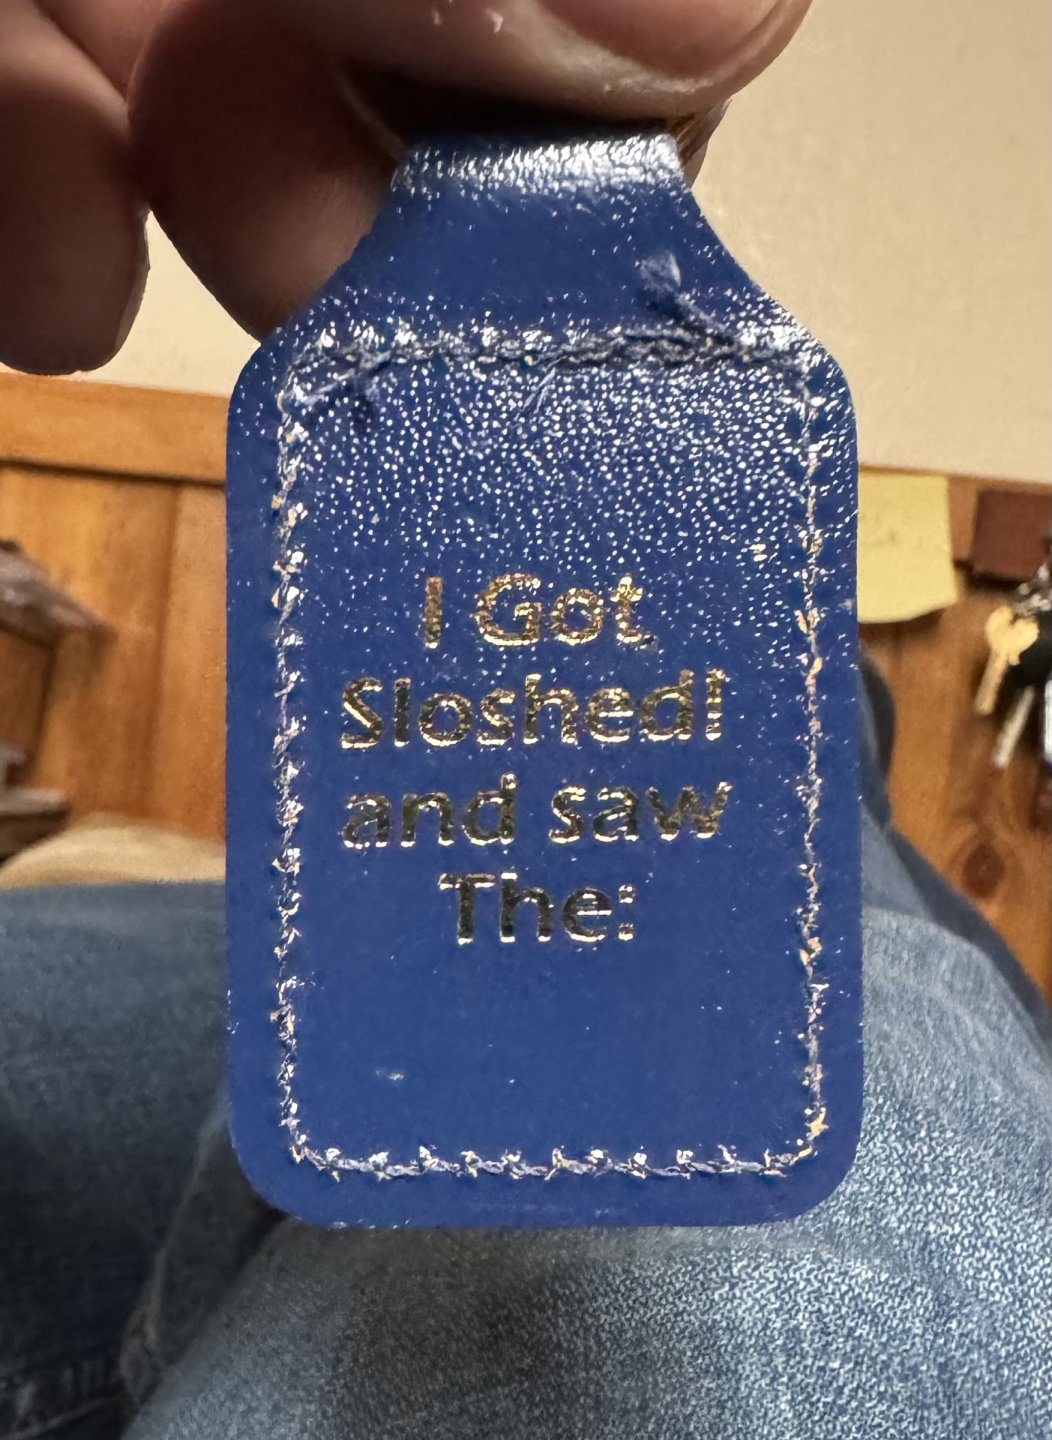 I Got
Sloshed!
and saw
The: